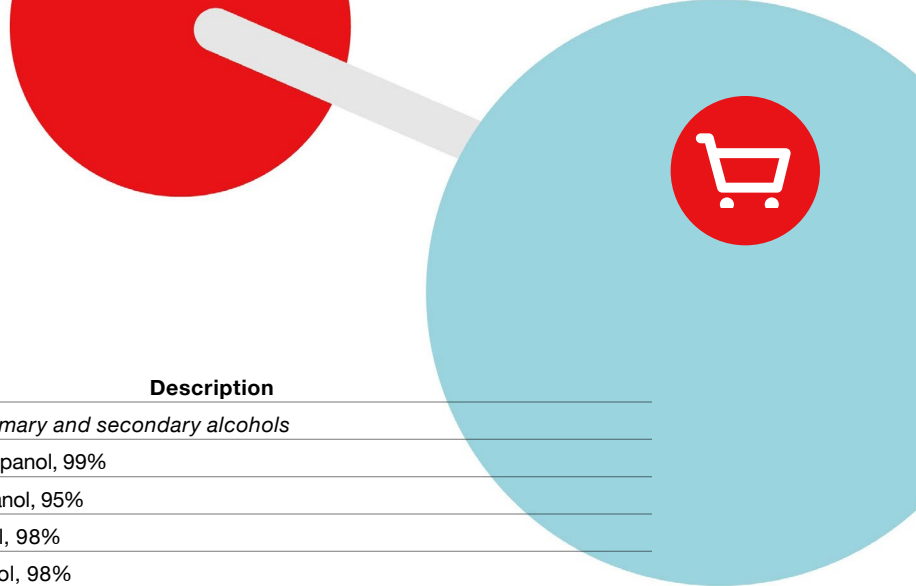 Description
mary and secondary alcohols
panol, 99%
anol, 95%
, 98%
ol, 98%